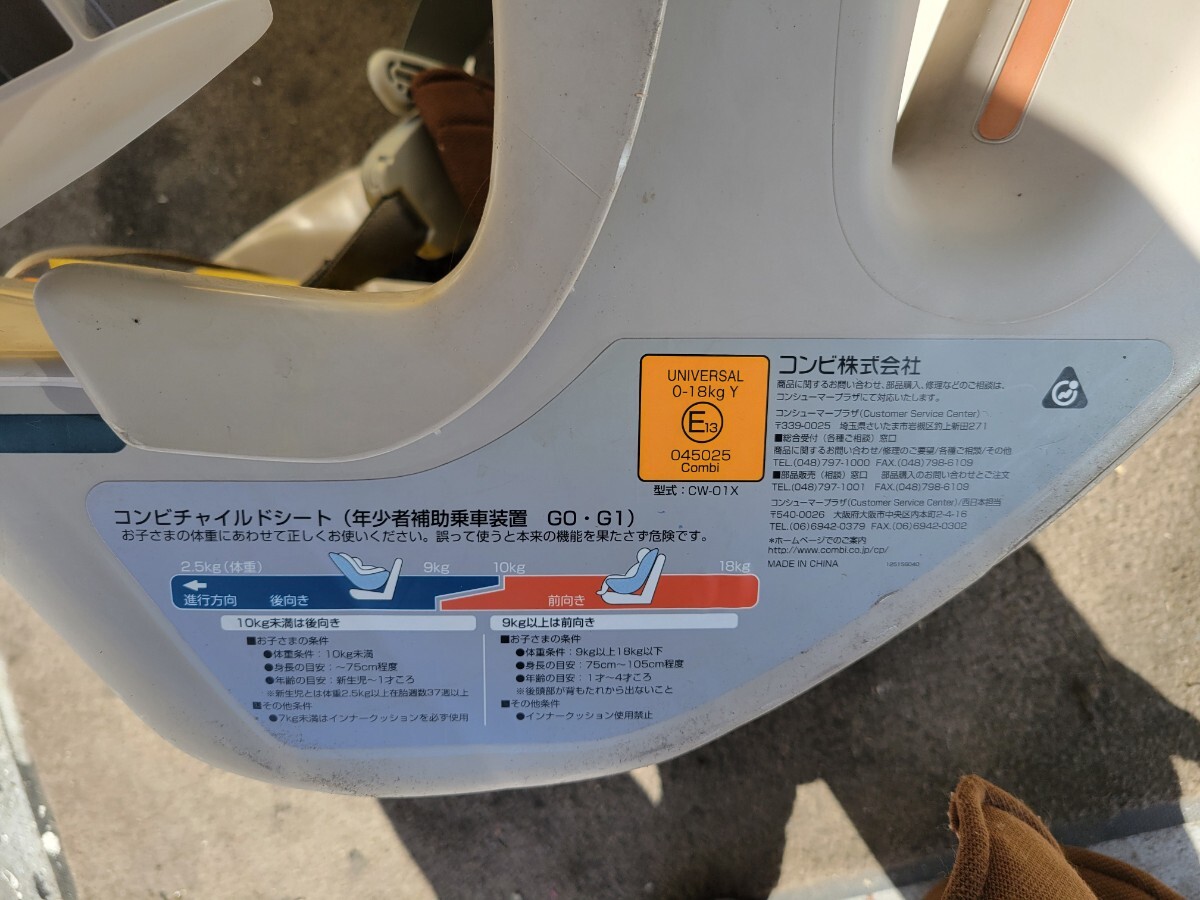 UNIVERSAL
0-18kg Y
E13
045025
Combi
型式：CW-01X
コンビ株式会社
商品に関するお問い合わせ、部品購入、修理などのご相談は、
コンシューマープラザにて対応いたします。
コンシューマープラザ(Customer Service Center)
〒339-0025 埼玉県さいたま市岩槻区釣上新田271
■総合受付（各種ご相談）窓口
商品に関するお問い合わせ/修理のご要望/各種ご相談/その他
TEL.(048)797-1000 FAX.(048)798-6109
■部品販売（相談）窓口 部品購入のお問い合わせとご注文
TEL.(048)797-1001 FAX.(048)798-6109
コンシューマープラザ(Customer Service Center)/西日本担当
〒540-0026 大阪府大阪市中央区内本町2-4-16
TEL.(06)6942-0379 FAX.(06)6942-0302
*ホームページでのご案内
http://www.combi.co.jp/cp/
MADE IN CHINA
コンビチャイルドシート（年少者補助乗車装置 G0・G1）
お子さまの体重にあわせて正しくお使いください。誤って使うと本来の機能を果たさず危険です。
2.5kg(体重) 9kg 10kg 18kg
進行方向 後向き 前向き
10kg未満は後向き
■お子さまの条件
●体重条件：10kg未満
●身長の目安：〜75cm程度
●年齢の目安：新生児〜1才ごろ
※新生児とは体重2.5kg以上在胎週数37週以上
■その他条件
●7kg未満はインナークッションを必ず使用
9kg以上は前向き
■お子さまの条件
●体重条件：9kg以上18kg以下
●身長の目安：75cm〜105cm程度
●年齢の目安：1才〜4才ごろ
※後頭部が背もたれから出ないこと
■その他条件
●インナークッション使用禁止